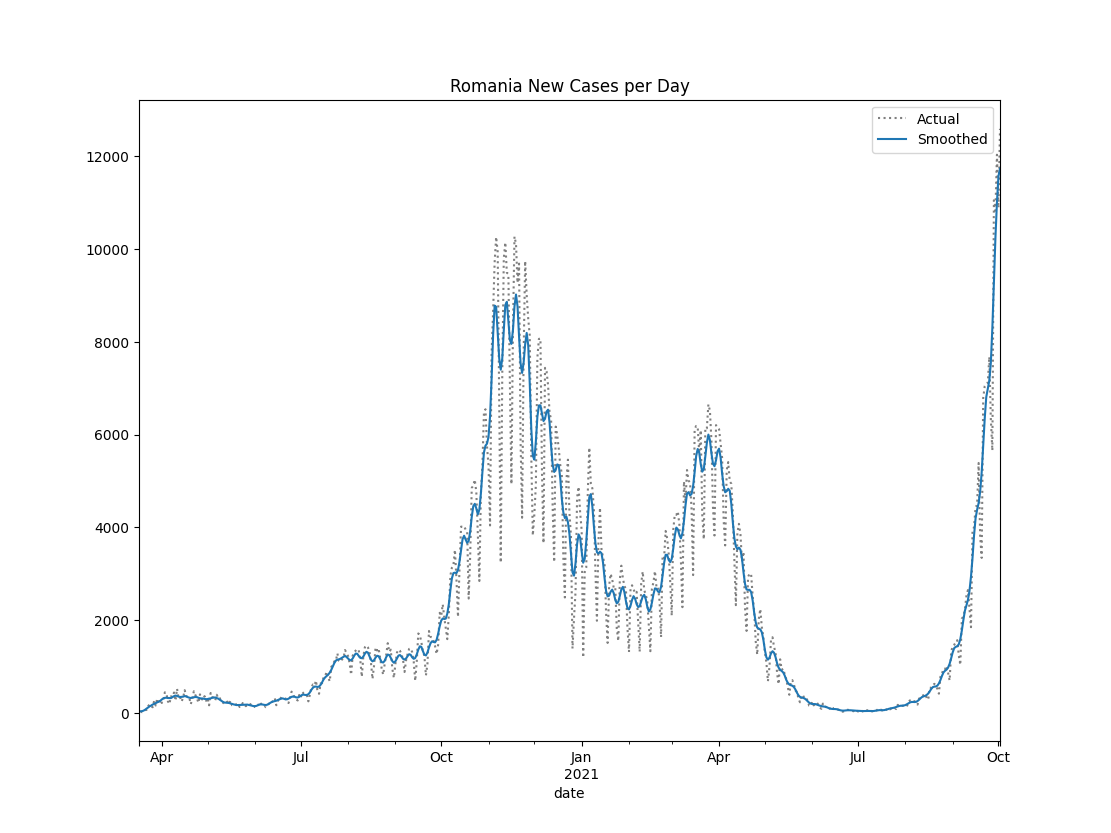 Romania New Cases per Day
Actual
Smoothed
12000
10000
8000
6000
4000
2000
0
Apr Jul Oct Jan Apr Jul Oct
2021
date